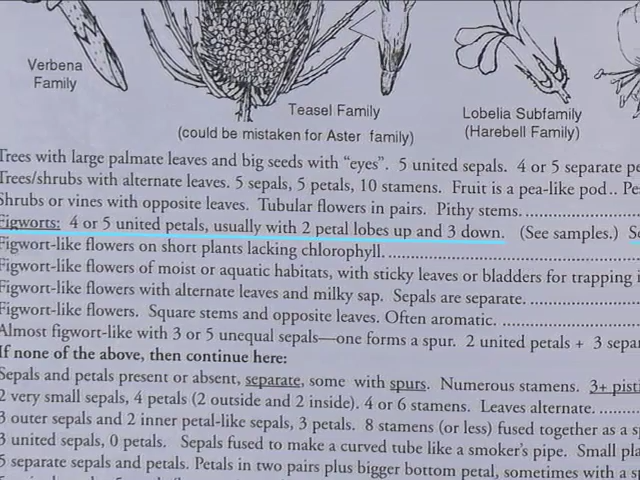 Verbena
Family
Teasel Family
(could be mistaken for Aster family)
Lobelia Subfamily
(Harebell Family)
Trees with large palmate leaves and big seeds with “eyes”. 5 united sepals. 4 or 5 separate pe
Trees/shrubs with alternate leaves. 5 sepals, 5 petals, 10 stamens. Fruit is a pea-like pod.. Pe
Shrubs or vines with opposite leaves. Tubular flowers in pairs. Pithy stems.
Figworts: 4 or 5 united petals, usually with 2 petal lobes up and 3 down. (See samples.) Se
Figwort-like flowers on short plants lacking chlorophyll.
Figwort-like flowers of moist or aquatic habitats, with sticky leaves or bladders for trapping i
Figwort-like flowers with alternate leaves and milky sap. Sepals are separate.
Figwort-like flowers. Square stems and opposite leaves. Often aromatic.
Almost figwort-like with 3 or 5 unequal sepals—one forms a spur. 2 united petals + 3 separ
If none of the above, then continue here:
Sepals and petals present or absent, separate, some with spurs. Numerous stamens. 3+ pisti
2 very small sepals, 4 petals (2 outside and 2 inside). 4 or 6 stamens. Leaves alternate.
3 outer sepals and 2 inner petal-like sepals, 3 petals. 8 stamens (or less) fused together as a s
3 united sepals, 0 petals. Sepals fused to make a curved tube like a smoker's pipe. Small pla
5 separate sepals and petals. Petals in two pairs plus bigger bottom petal, sometimes with a s